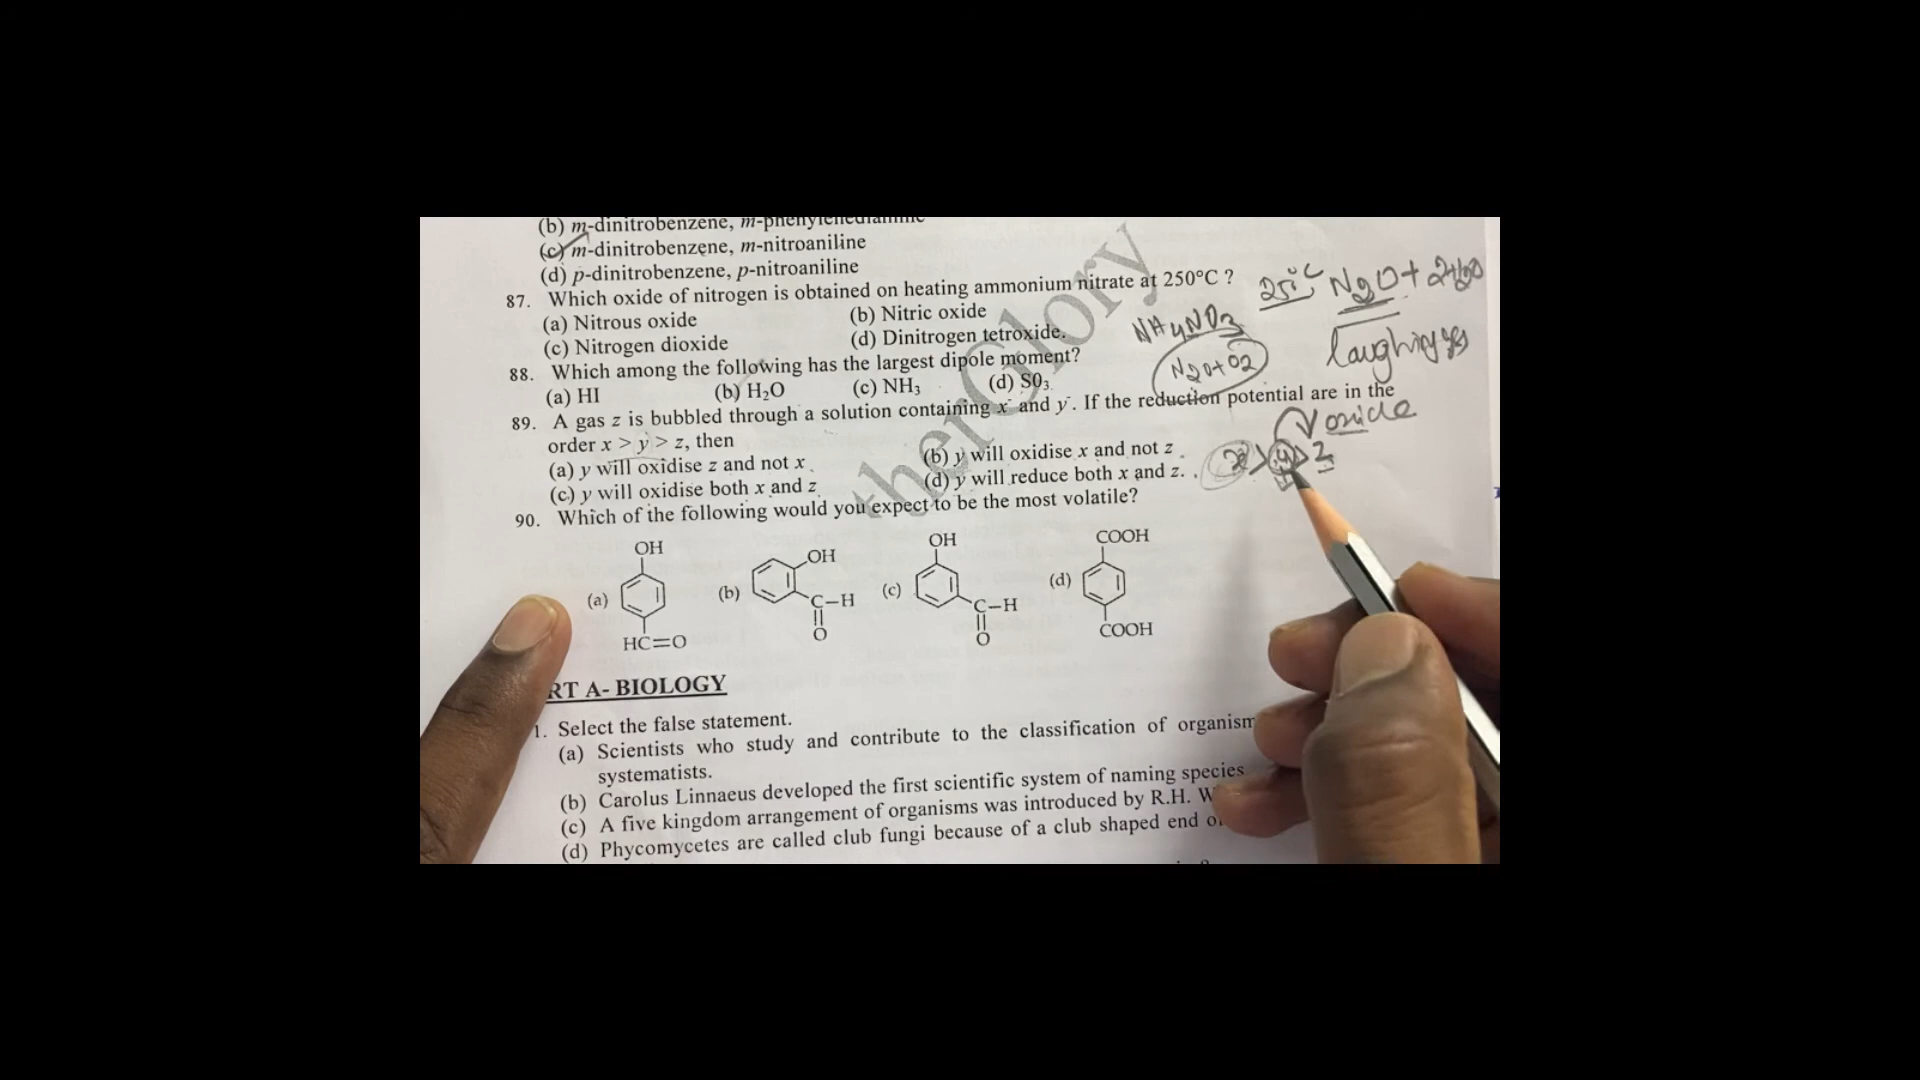 (b) m-dinitrobenzene, m-phenylenediamine
(c) m-dinitrobenzene, m-nitroaniline
(d) p-dinitrobenzene, p-nitroaniline
87. Which oxide of nitrogen is obtained on heating ammonium nitrate at 250°C ?
(a) Nitrous oxide (b) Nitric oxide
(c) Nitrogen dioxide (d) Dinitrogen tetroxide.
NH4NO3 250°C N2O + 2H2O
N2O+O2 laughing gas
88. Which among the following has the largest dipole moment?
(a) HI (b) H₂O (c) NH₃ (d) S0₃
89. A gas z is bubbled through a solution containing x⁻ and y⁻. If the reduction potential are in the
order x > y > z, then
(a) y will oxidise z and not x (b) y will oxidise x and not z
(c) y will oxidise both x and z (d) y will reduce both x and z.
x > y > z
90. Which of the following would you expect to be the most volatile?
(a) OH HC=O (b) OH C–H O (c) OH C–H O (d) COOH COOH
RT A- BIOLOGY
1. Select the false statement.
(a) Scientists who study and contribute to the classification of organism
systematists.
(b) Carolus Linnaeus developed the first scientific system of naming species
(c) A five kingdom arrangement of organisms was introduced by R.H. W
(d) Phycomycetes are called club fungi because of a club shaped end o
therGlory